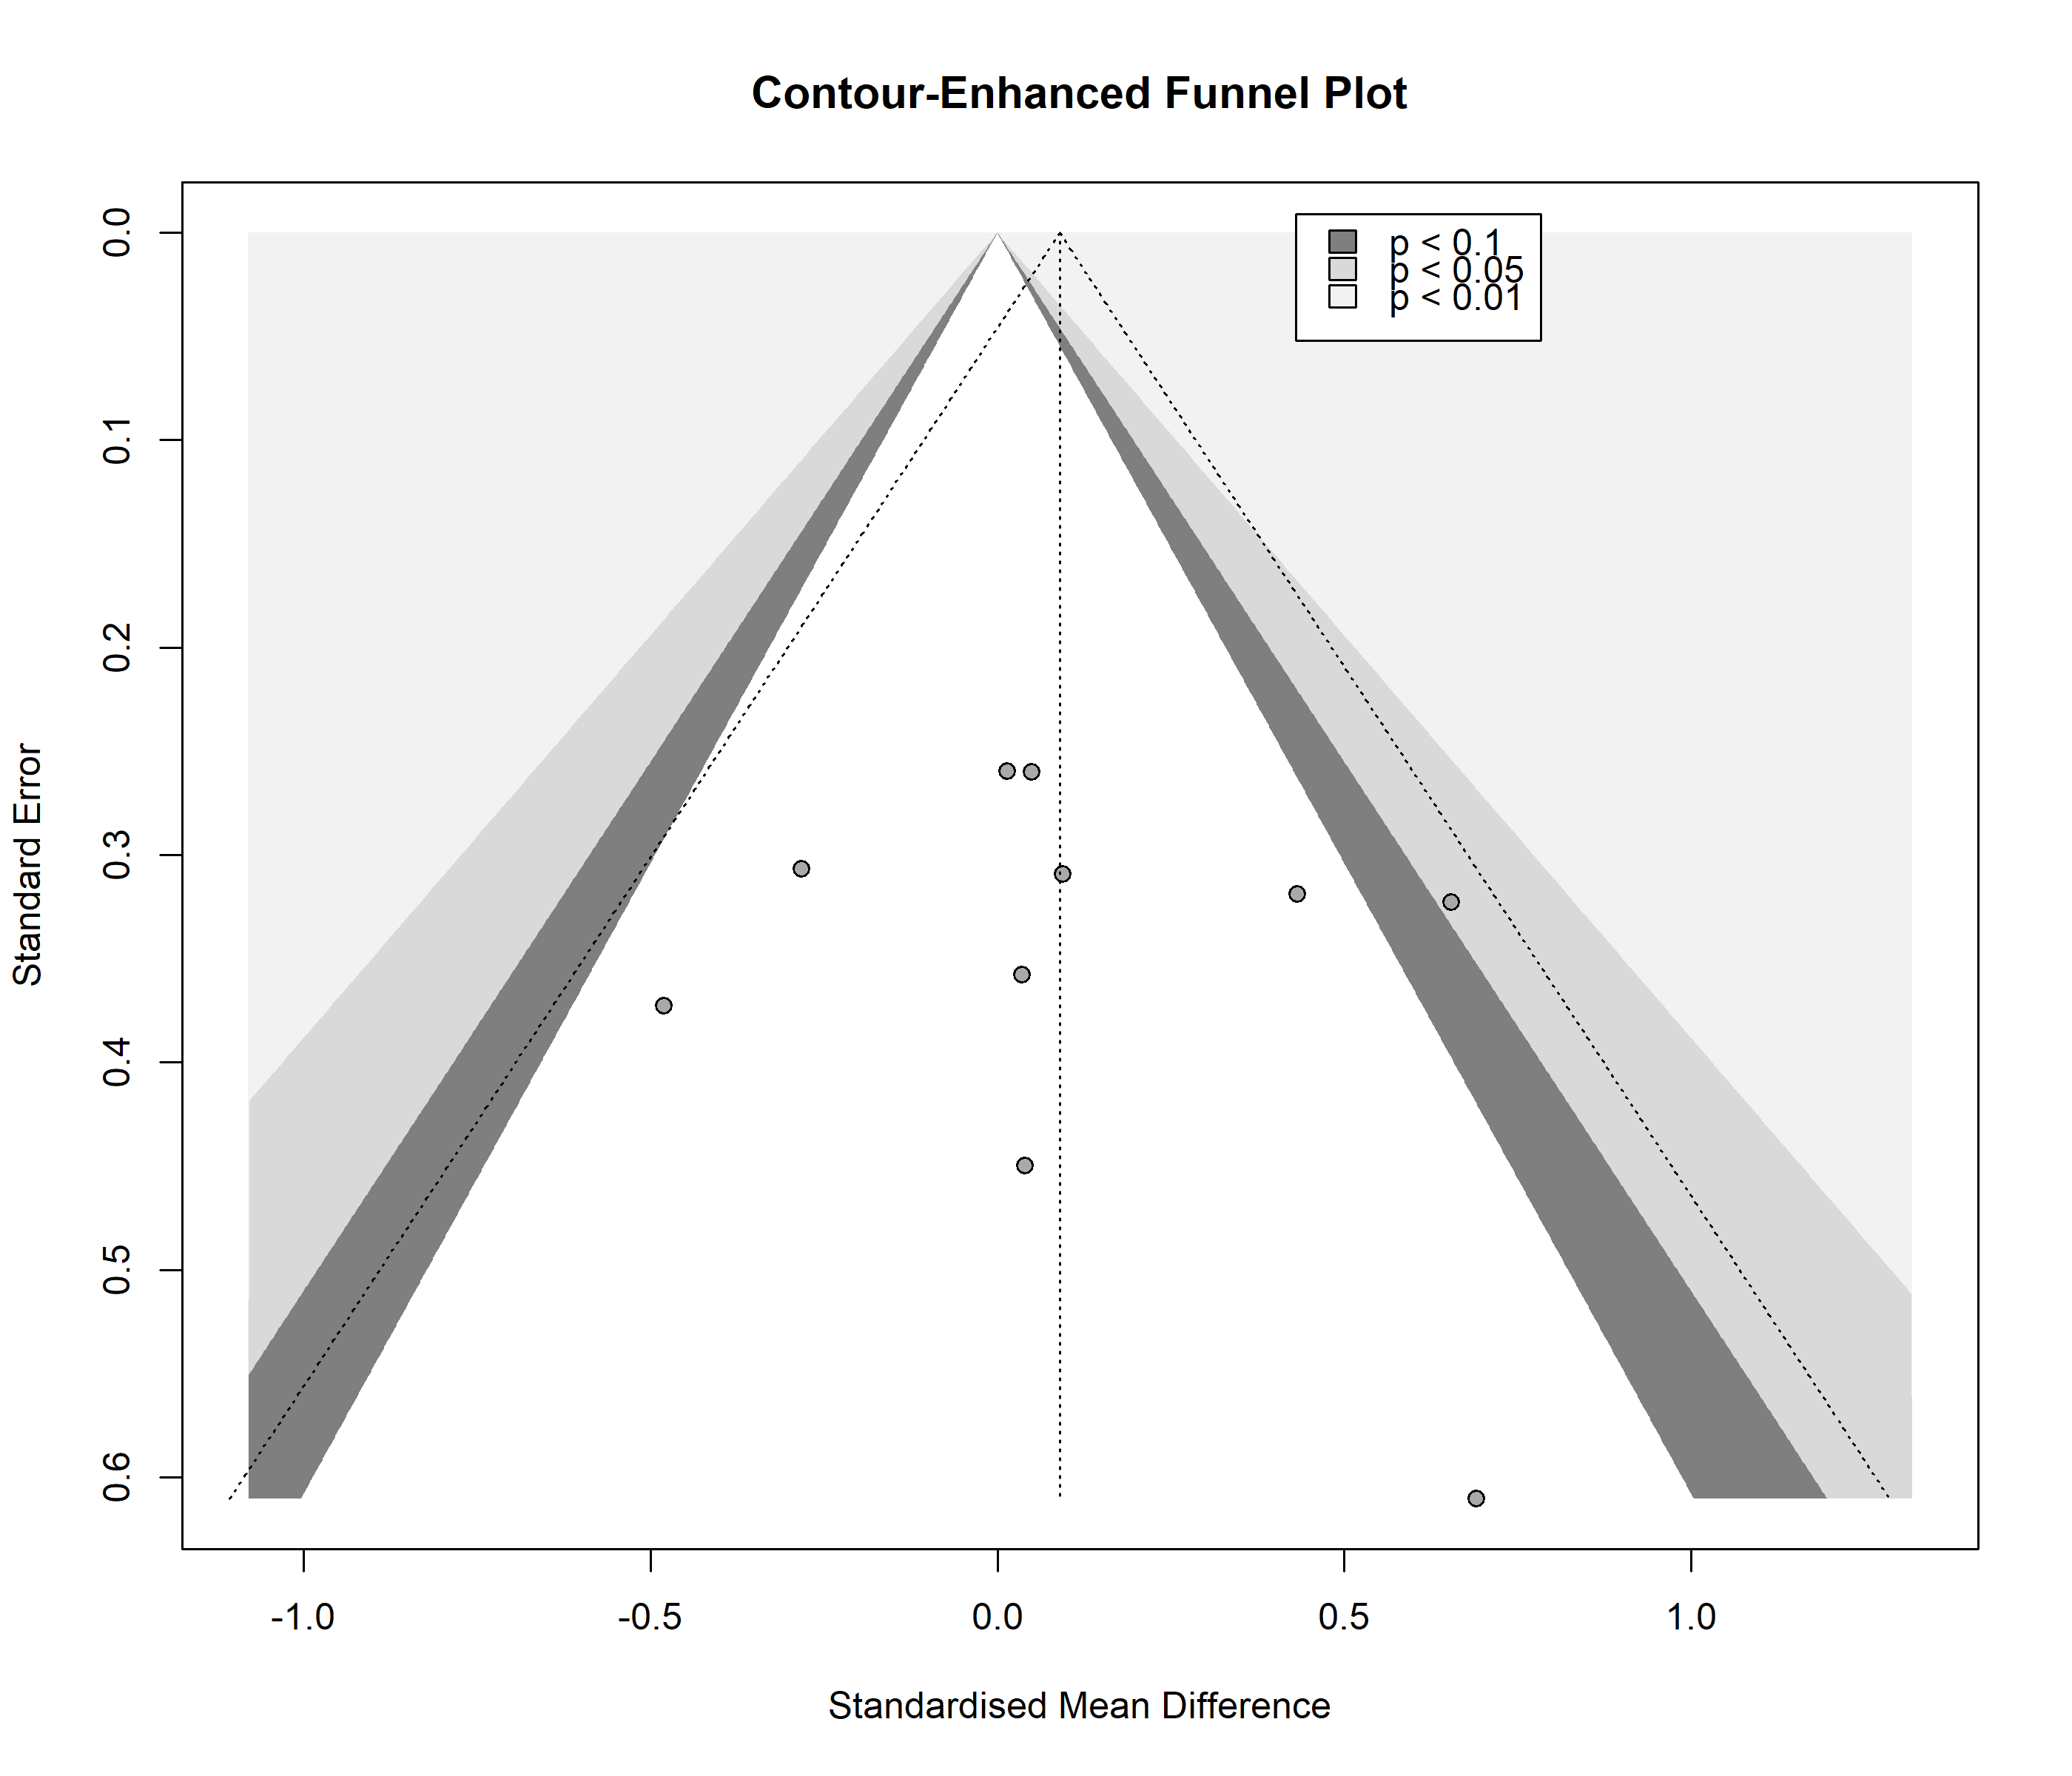 Contour-Enhanced Funnel Plot
p < 0.1
p < 0.05
p < 0.01
0.0
0.1
0.2
0.3
0.4
0.5
0.6
Standard Error
-1.0
-0.5
0.0
0.5
1.0
Standardised Mean Difference